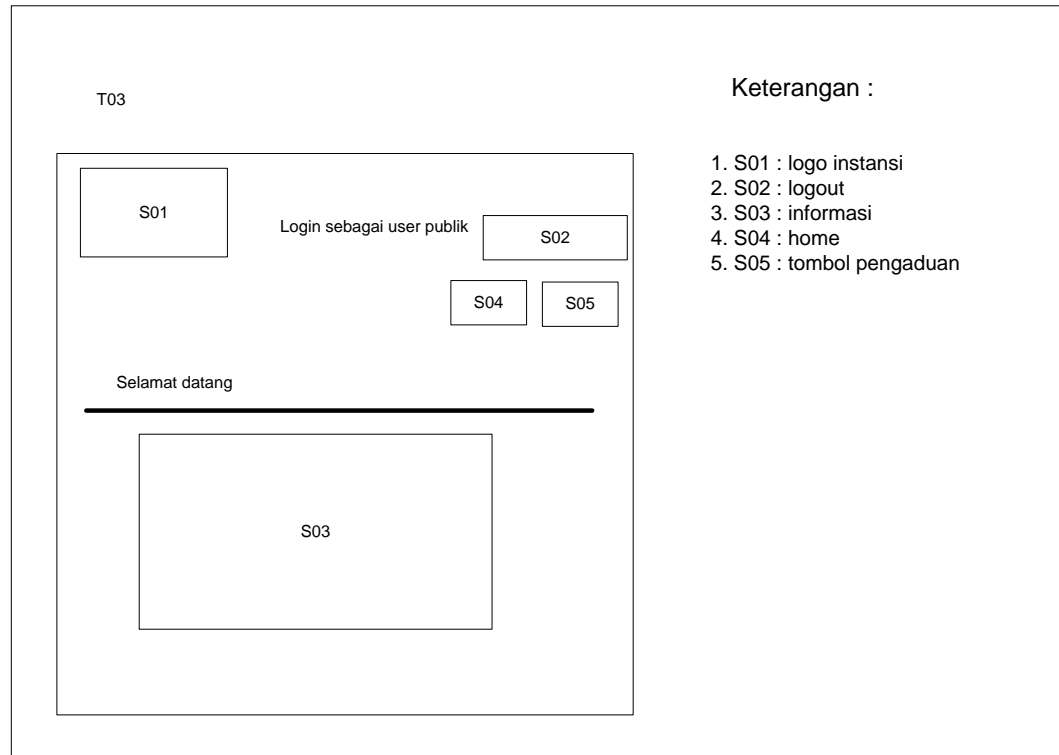 T03
Keterangan :
1. S01 : logo instansi
2. S02 : logout
3. S03 : informasi
4. S04 : home
5. S05 : tombol pengaduan
S01
Login sebagai user publik
S02
S04
S05
Selamat datang
S03